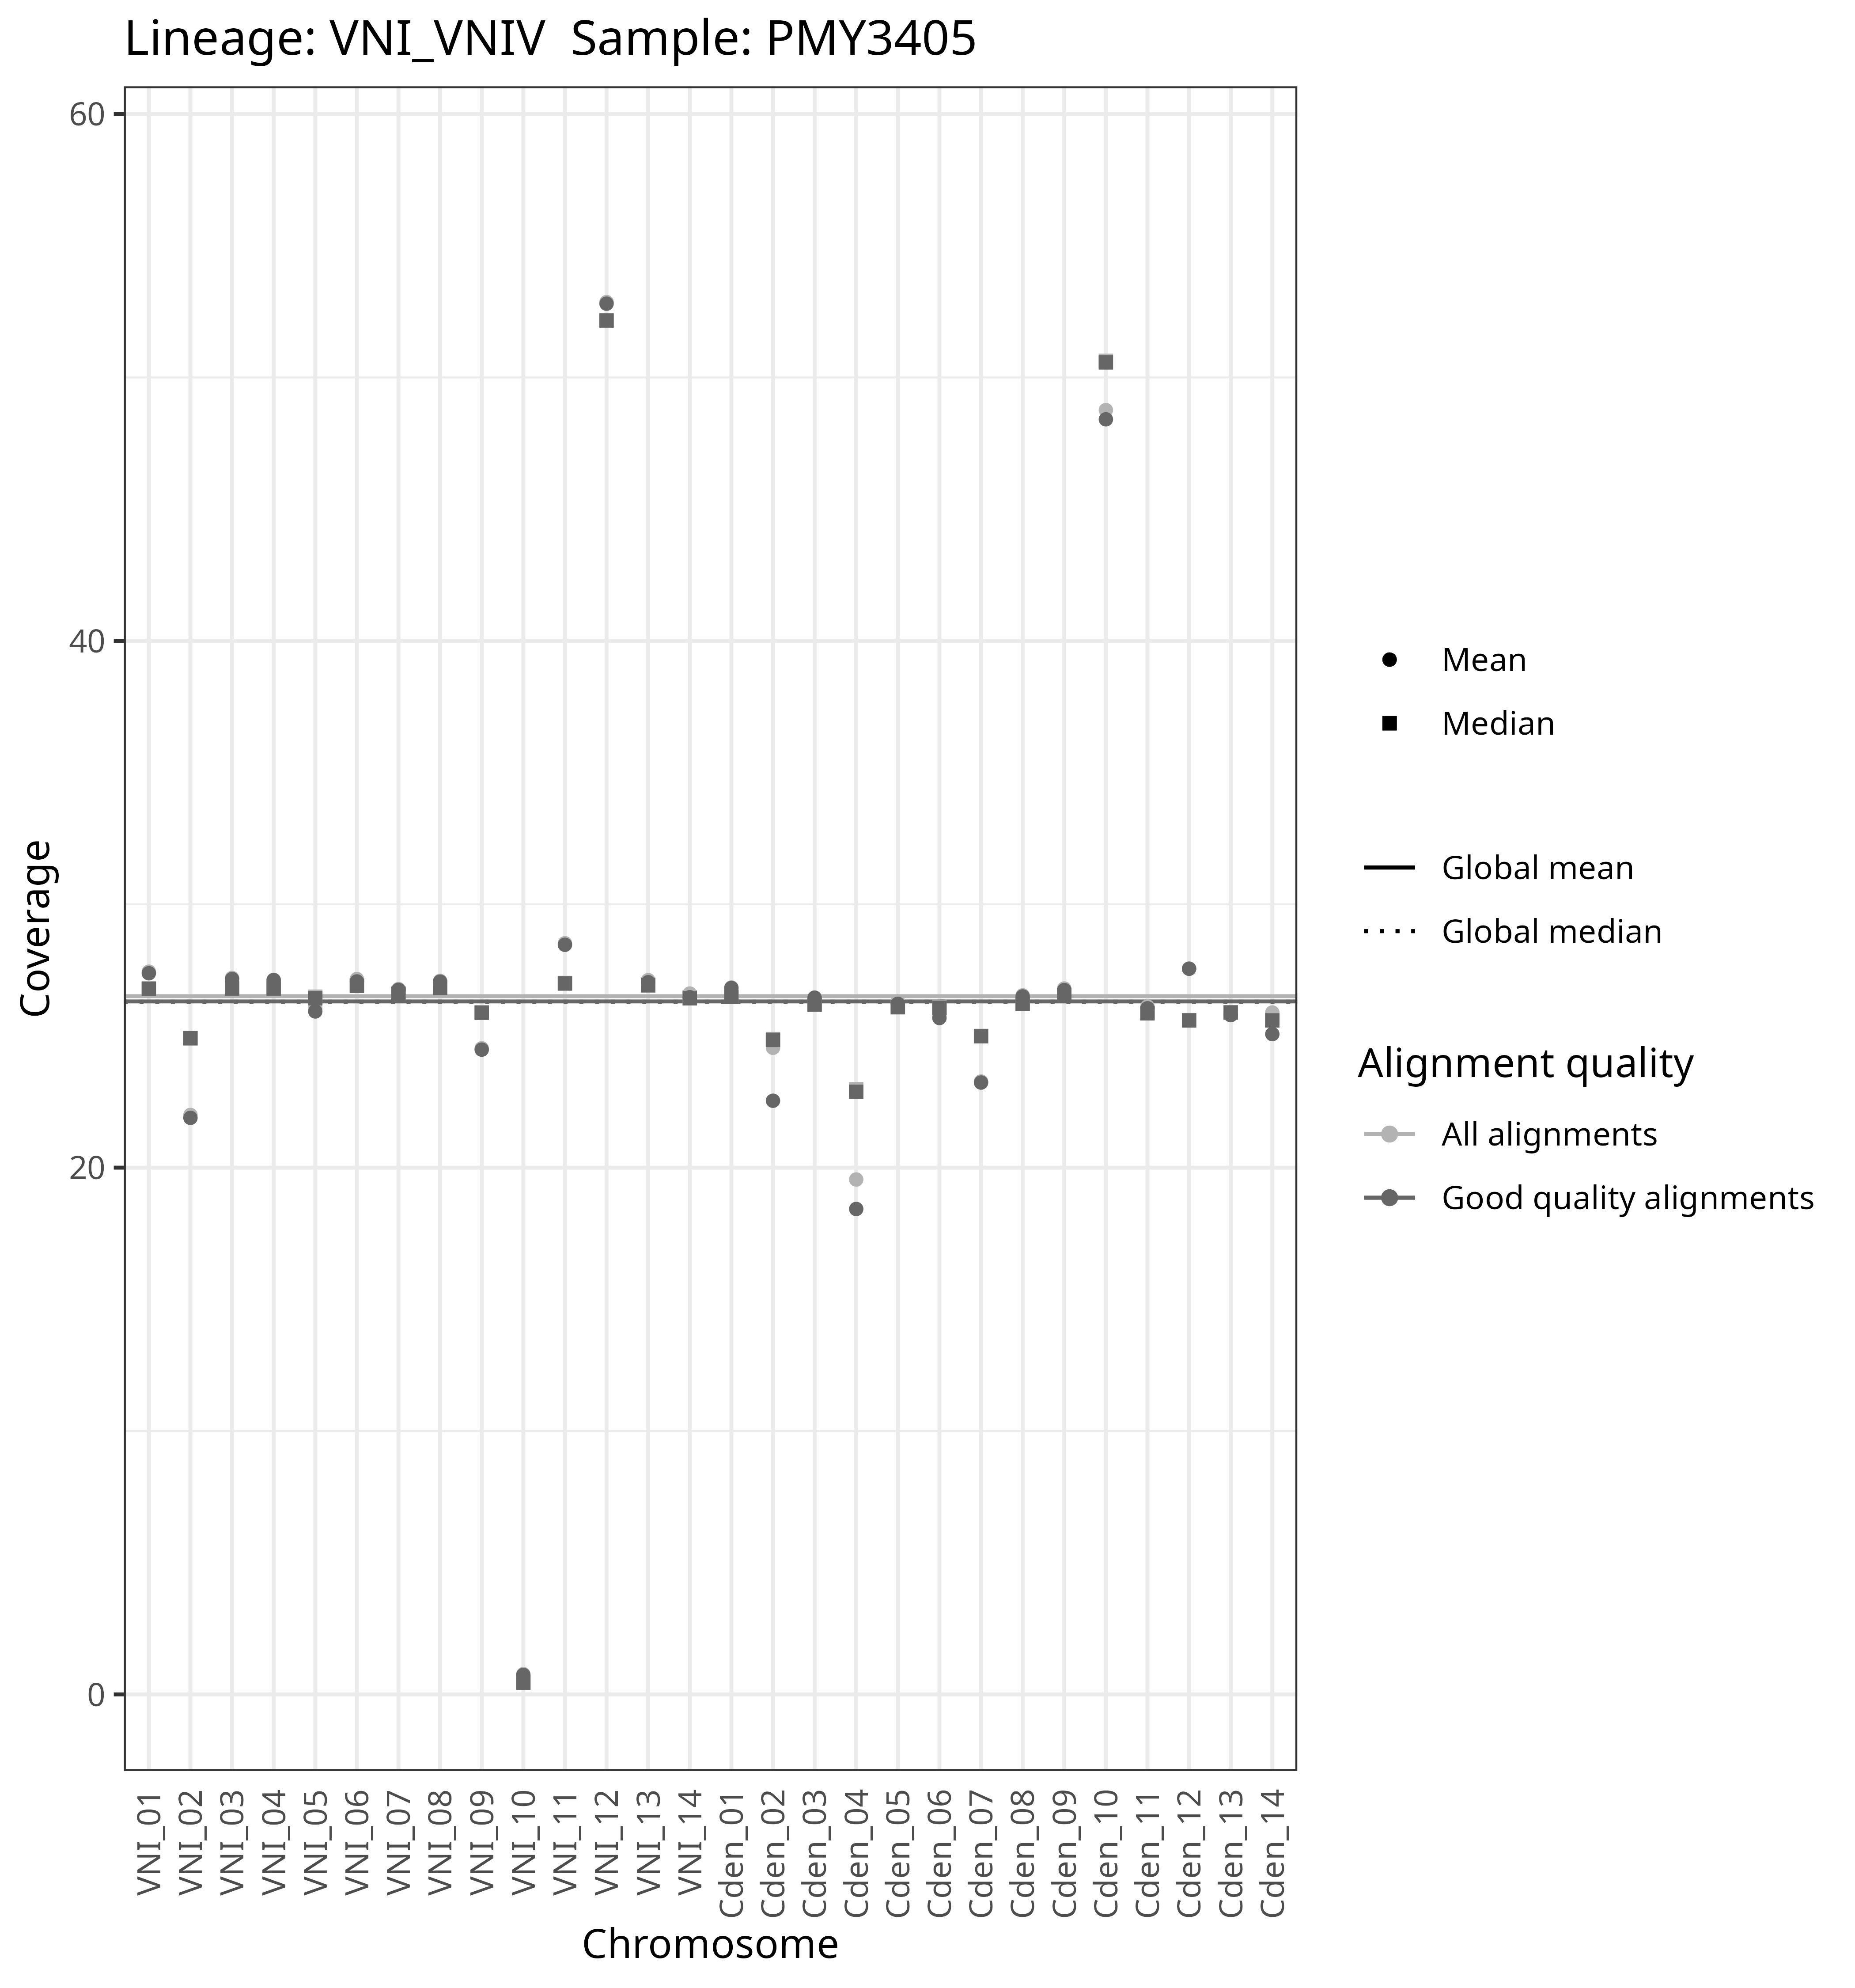 Lineage: VNI_VNIV  Sample: PMY3405
60
40
20
0
Coverage
VNI_01
VNI_02
VNI_03
VNI_04
VNI_05
VNI_06
VNI_07
VNI_08
VNI_09
VNI_10
VNI_11
VNI_12
VNI_13
VNI_14
Cden_01
Cden_02
Cden_03
Cden_04
Cden_05
Cden_06
Cden_07
Cden_08
Cden_09
Cden_10
Cden_11
Cden_12
Cden_13
Cden_14
Chromosome
Mean
Median
Global mean
Global median
Alignment quality
All alignments
Good quality alignments